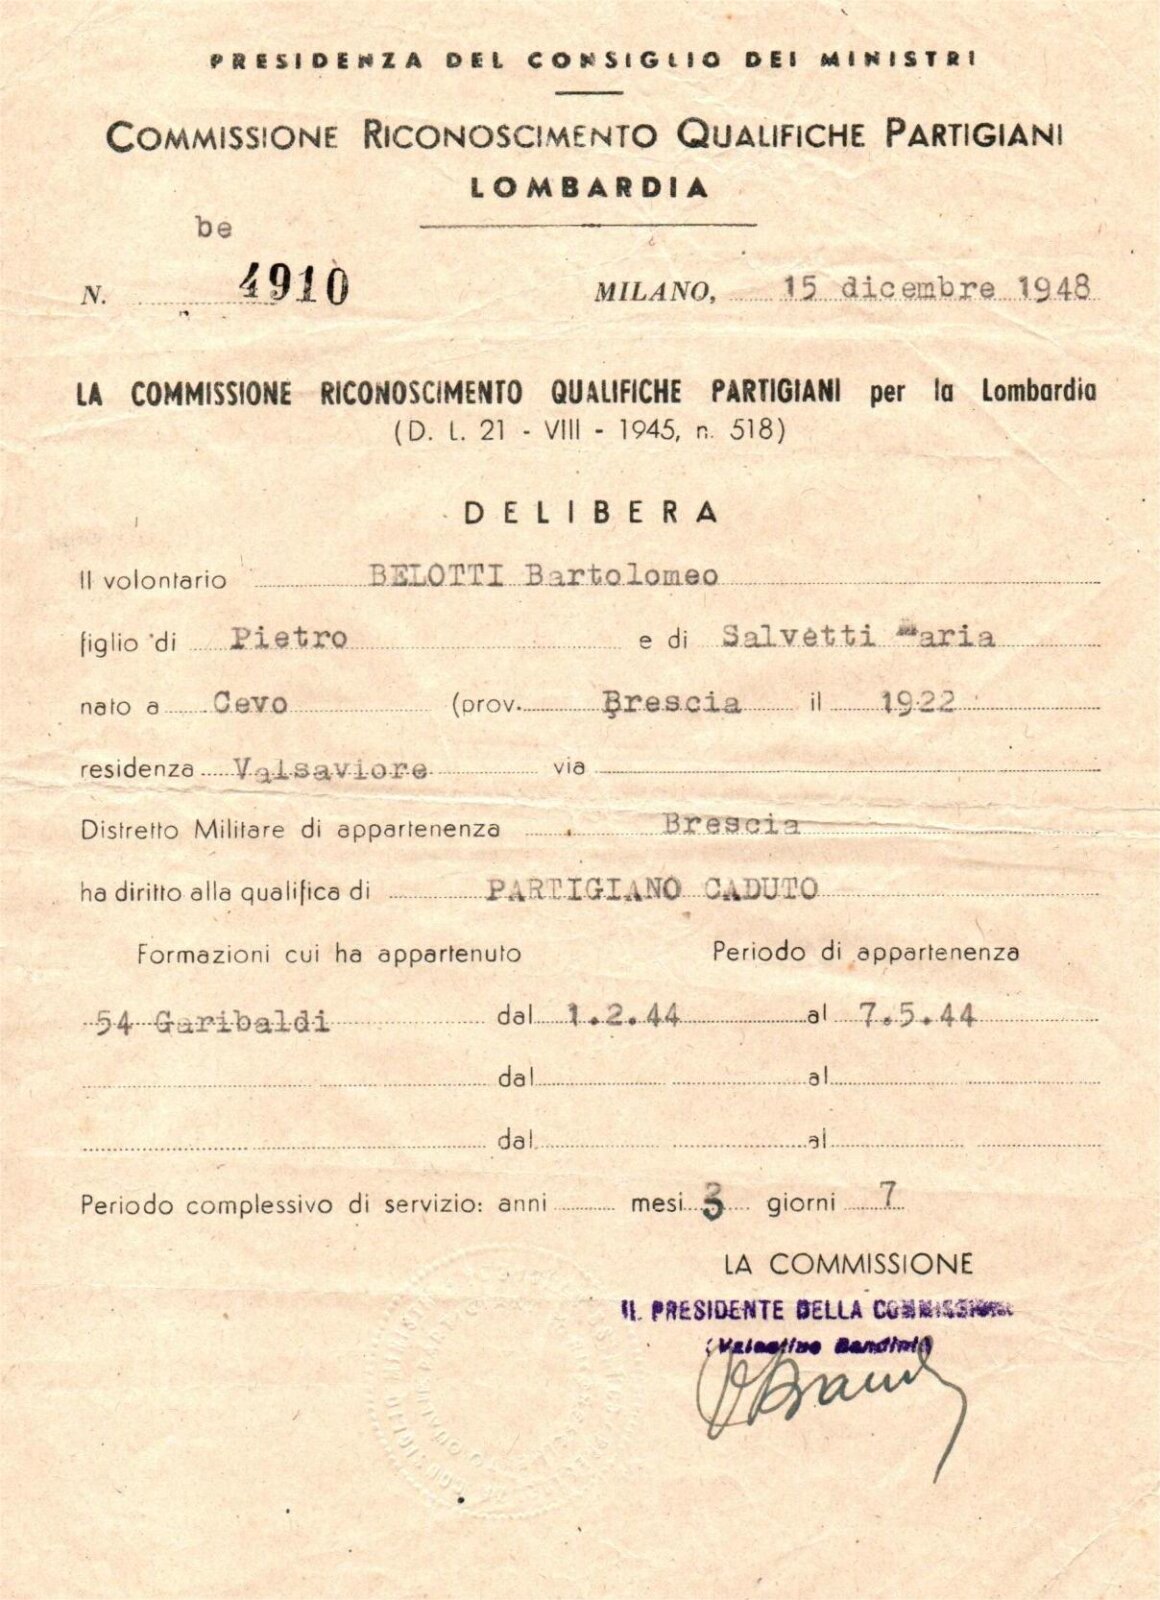 PRESIDENZA DEL CONSIGLIO DEI MINISTRI
COMMISSIONE RICONOSCIMENTO QUALIFICHE PARTIGIANI
LOMBARDIA
be
N. 4910 MILANO, 15 dicembre 1948
LA COMMISSIONE RICONOSCIMENTO QUALIFICHE PARTIGIANI per la Lombardia
(D. L. 21 - VIII - 1945, n. 518)
DELIBERA
Il volontario BELOTTI Bartolomeo
figlio di Pietro e di Salvetti Maria
nato a Cevo (prov. Brescia il 1922
residenza Valsaviore via
Distretto Militare di appartenenza Brescia
ha diritto alla qualifica di PARTIGIANO CADUTO
Formazioni cui ha appartenuto Periodo di appartenenza
54 Garibaldi dal 1.2.44 al 7.5.44
dal al
dal al
Periodo complessivo di servizio: anni mesi 3 giorni 7
LA COMMISSIONE
IL PRESIDENTE DELLA COMMISSIONE
(Valentino Bandini)